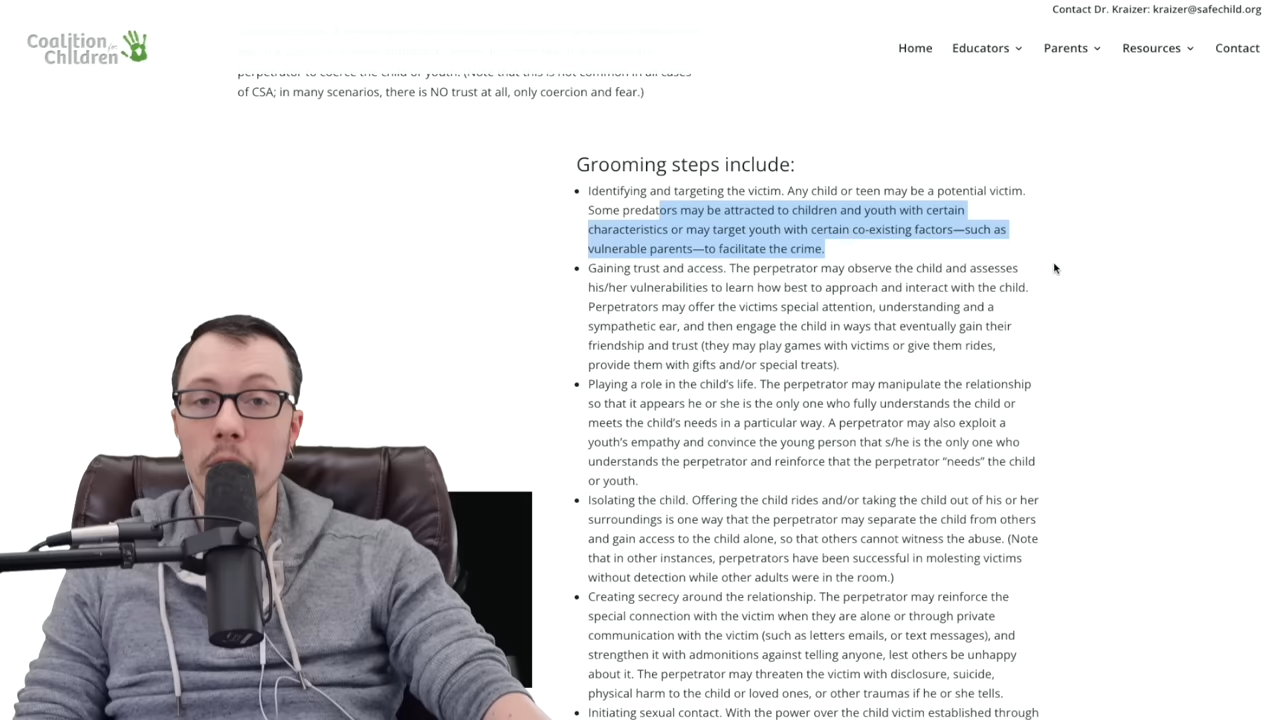 Contact Dr. Kraizer: kraizer@safechild.org
Coalition for
Children
Home Educators Parents Resources Contact
perpetrator to coerce the child or youth. (Note that this is not common in all cases
of CSA; in many scenarios, there is NO trust at all, only coercion and fear.)
Grooming steps include:
Identifying and targeting the victim. Any child or teen may be a potential victim.
Some predators may be attracted to children and youth with certain
characteristics or may target youth with certain co-existing factors—such as
vulnerable parents—to facilitate the crime.
Gaining trust and access. The perpetrator may observe the child and assesses
his/her vulnerabilities to learn how best to approach and interact with the child.
Perpetrators may offer the victims special attention, understanding and a
sympathetic ear, and then engage the child in ways that eventually gain their
friendship and trust (they may play games with victims or give them rides,
provide them with gifts and/or special treats).
Playing a role in the child’s life. The perpetrator may manipulate the relationship
so that it appears he or she is the only one who fully understands the child or
meets the child’s needs in a particular way. A perpetrator may also exploit a
youth’s empathy and convince the young person that s/he is the only one who
understands the perpetrator and reinforce that the perpetrator “needs” the child
or youth.
Isolating the child. Offering the child rides and/or taking the child out of his or her
surroundings is one way that the perpetrator may separate the child from others
and gain access to the child alone, so that others cannot witness the abuse. (Note
that in other instances, perpetrators have been successful in molesting victims
without detection while other adults were in the room.)
Creating secrecy around the relationship. The perpetrator may reinforce the
special connection with the victim when they are alone or through private
communication with the victim (such as letters emails, or text messages), and
strengthen it with admonitions against telling anyone, lest others be unhappy
about it. The perpetrator may threaten the victim with disclosure, suicide,
physical harm to the child or loved ones, or other traumas if he or she tells.
Initiating sexual contact. With the power over the child victim established through